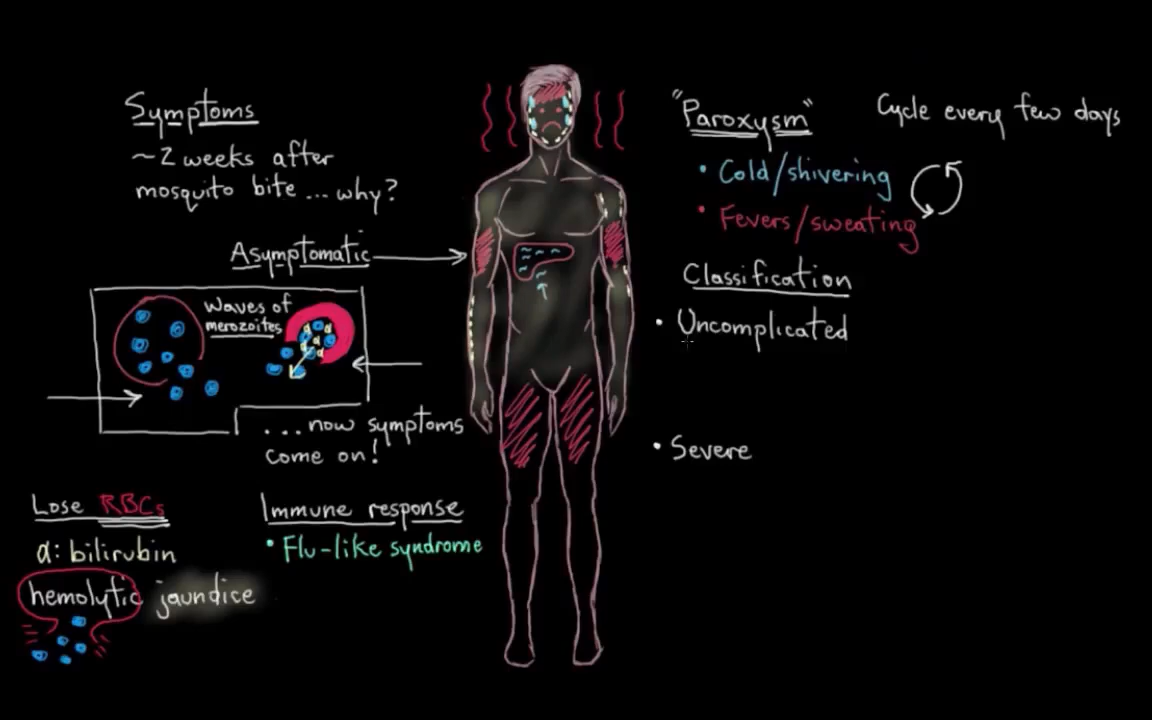 Symptoms
~2 weeks after
mosquito bite ... why?
Asymptomatic
Waves of
merozoites
... now symptoms
come on!
Lose RBCs
a: bilirubin
hemolytic jaundice
Immune response
• Flu-like syndrome
"Paroxysm"
Cycle every few days
• Cold/shivering
• Fevers/sweating
Classification
• Uncomplicated
• Severe